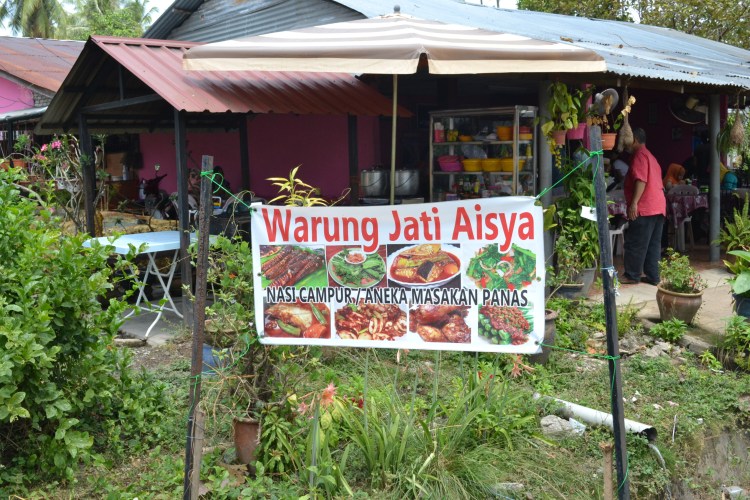 Warung Jati Aisya
NASI CAMPUR / ANEKA MASAKAN PANAS